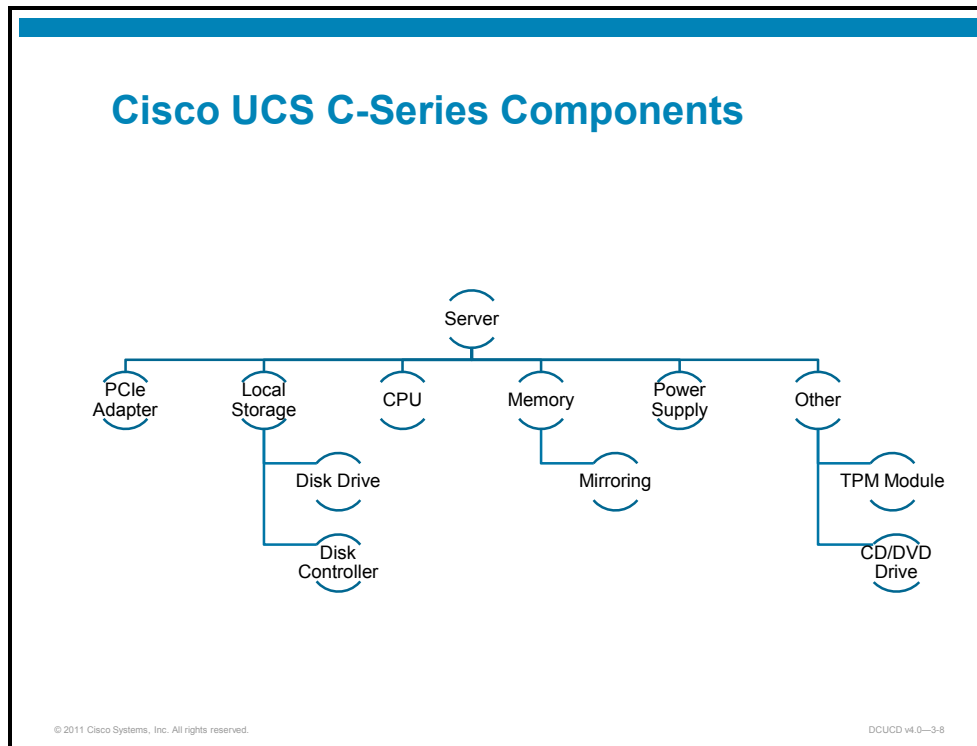 Cisco UCS C-Series Components
Server
PCIe
Adapter
Local
Storage
CPU
Memory
Power
Supply
Other
Disk Drive
Mirroring
TPM Module
Disk
Controller
CD/DVD
Drive
© 2011 Cisco Systems, Inc. All rights reserved.
DCUCD v4.0—3-8